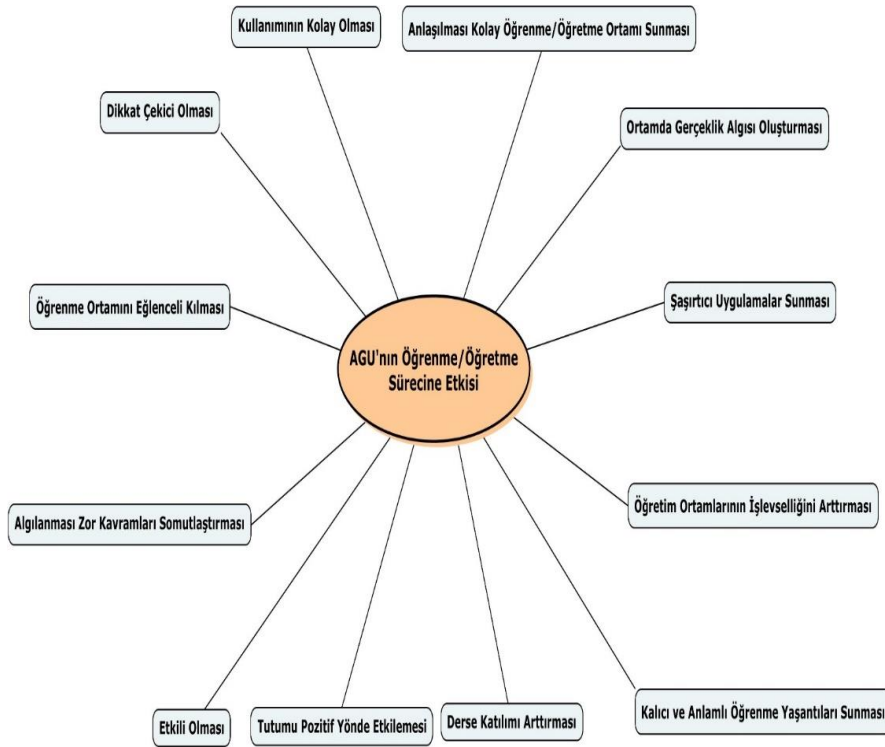 Kullanımının Kolay Olması
Anlaşılması Kolay Öğrenme/Öğretme Ortamı Sunması
Dikkat Çekici Olması
Ortamda Gerçeklik Algısı Oluşturması
Öğrenme Ortamını Eğlenceli Kılması
Şaşırtıcı Uygulamalar Sunması
AGU'nın Öğrenme/Öğretme
Sürecine Etkisi
Algılanması Zor Kavramları Somutlaştırması
Öğretim Ortamlarının İşlevselliğini Arttırması
Etkili Olması
Tutumu Pozitif Yönde Etkilemesi
Derse Katılımı Arttırması
Kalıcı ve Anlamlı Öğrenme Yaşantıları Sunması